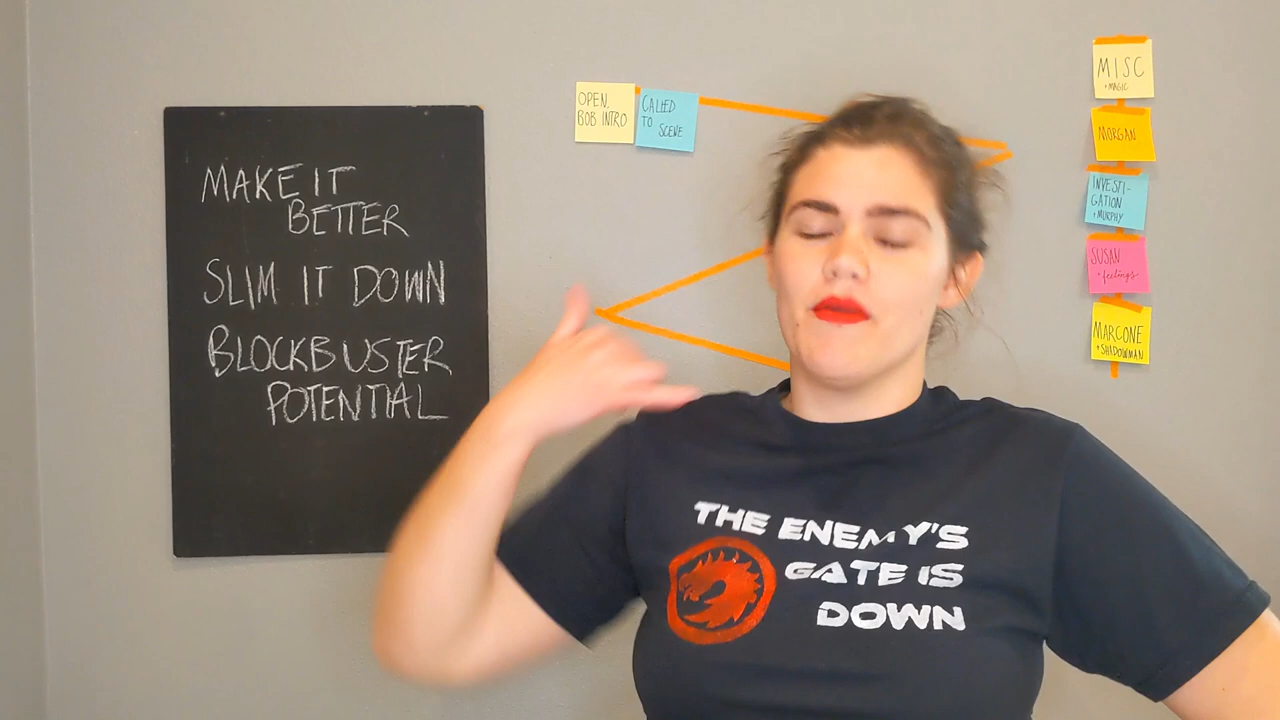 MAKE IT
BETTER
SLIM IT DOWN
BLOCKBUSTER
POTENTIAL
OPEN,
BOB INTRO
CALLED
TO SCENE
MISC
+MAGIC
MORGAN
INVESTI-
GATION
+MURPHY
SUSAN
+feelings
MARCONE
+SHADOWMAN
THE ENEMY'S
GATE IS
DOWN